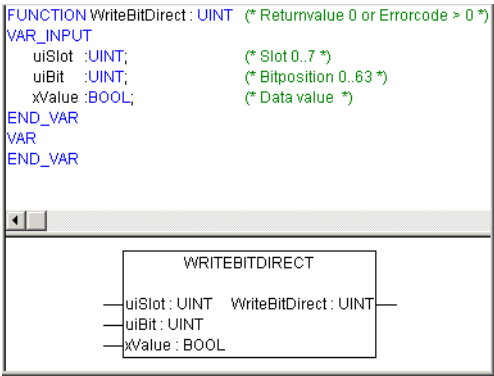 FUNCTION WriteBitDirect : UINT (* Returnvalue 0 or Errorcode > 0 *)
VAR_INPUT
uiSlot :UINT; (* Slot 0..7 *)
uiBit :UINT; (* Bitposition 0..63 *)
xValue :BOOL; (* Data value *)
END_VAR
VAR
END_VAR
WRITEBITDIRECT
uiSlot : UINT WriteBitDirect : UINT
uiBit : UINT
xValue : BOOL